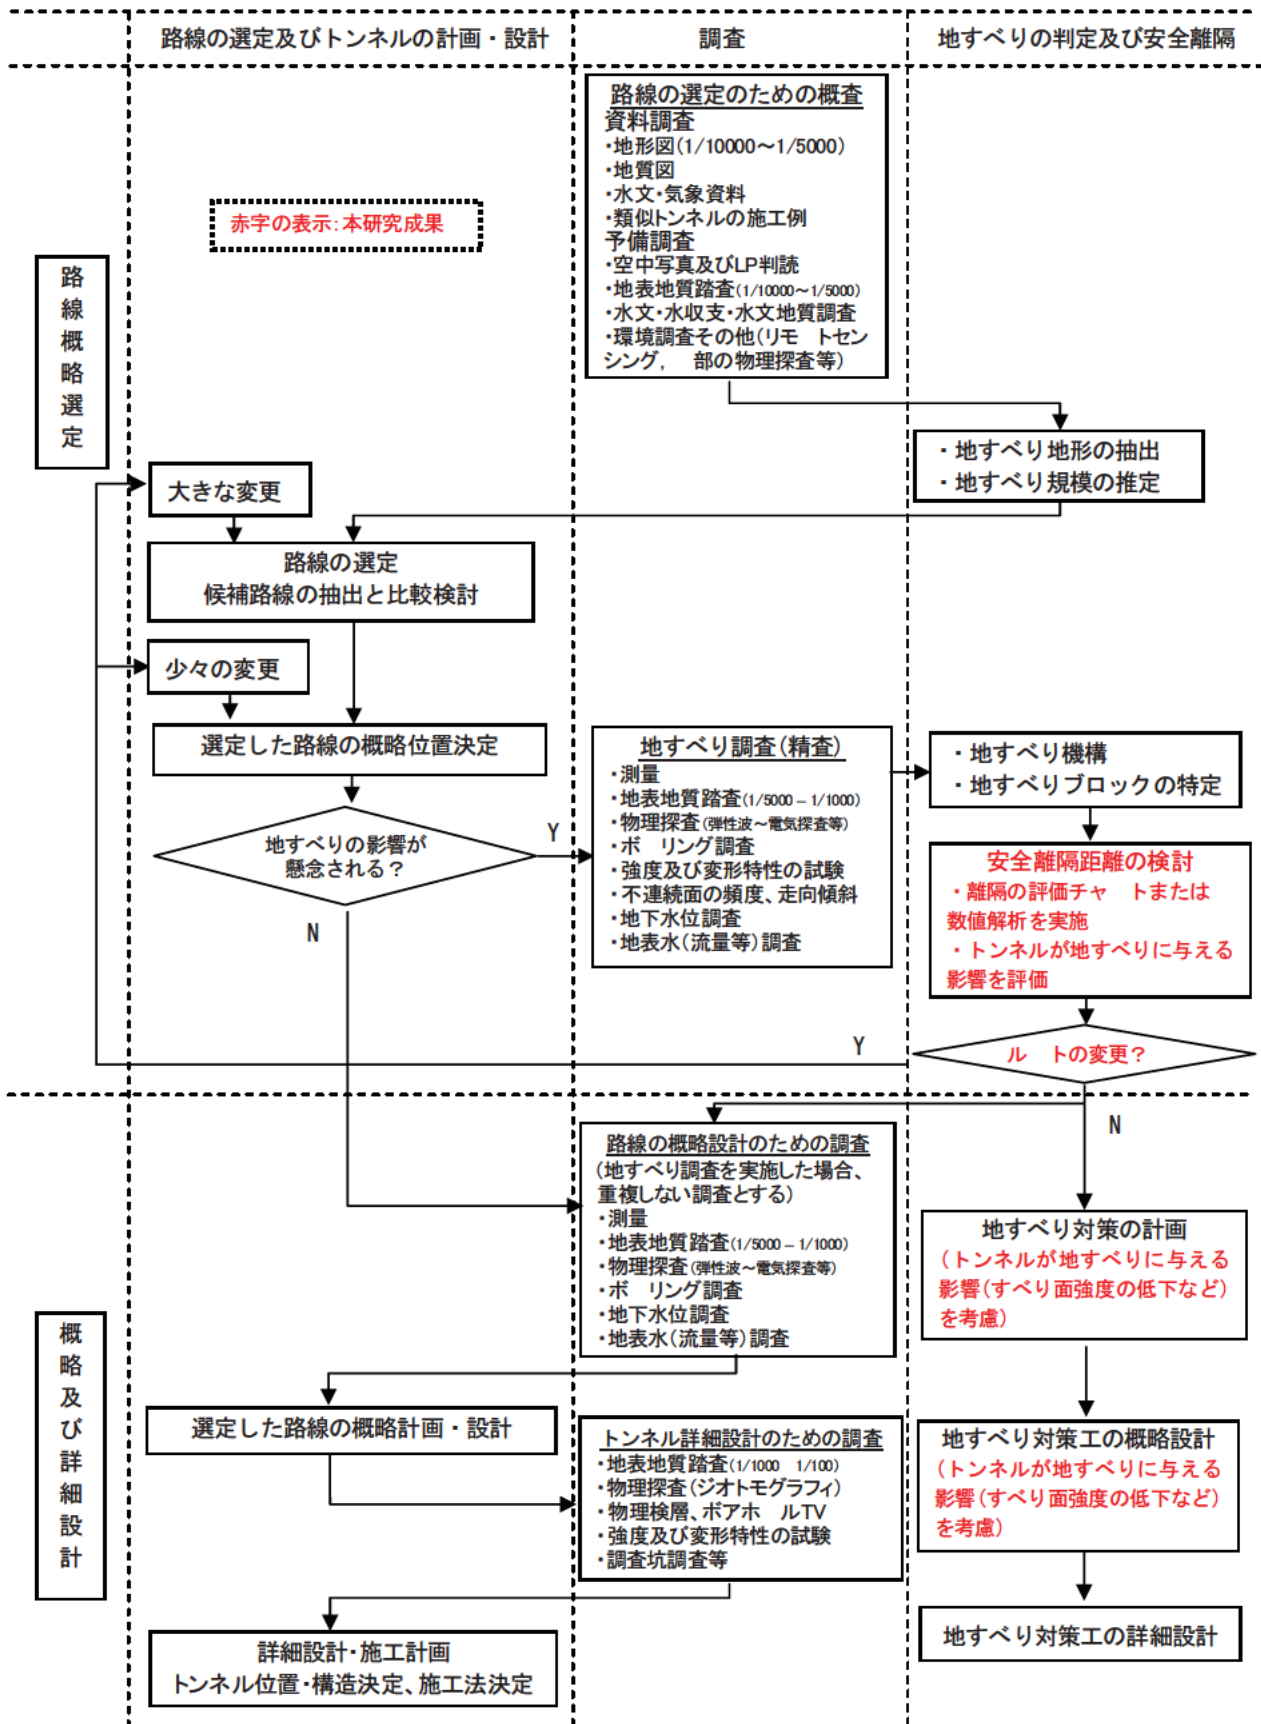 路線の選定及びトンネルの計画・設計
調査
地すべりの判定及び安全離隔
路線概略選定
赤字の表示：本研究成果
路線の選定のための概査
資料調査
・地形図(1/10000～1/5000)
・地質図
・水文・気象資料
・類似トンネルの施工例
予備調査
・空中写真及びLP判読
・地表地質踏査(1/10000～1/5000)
・水文・水収支・水文地質調査
・環境調査その他(リモ　トセン
シング，　部の物理探査等)
・地すべり地形の抽出
・地すべり規模の推定
大きな変更
路線の選定
候補路線の抽出と比較検討
少々の変更
選定した路線の概略位置決定
地すべりの影響が
懸念される？
Y
N
地すべり調査(精査)
・測量
・地表地質踏査(1/5000－1/1000)
・物理探査(弾性波～電気探査等)
・ボ　リング調査
・強度及び変形特性の試験
・不連続面の頻度、走向傾斜
・地下水位調査
・地表水(流量等)調査
・地すべり機構
・地すべりブロックの特定
安全離隔距離の検討
・離隔の評価チャ　トまたは
数値解析を実施
・トンネルが地すべりに与える
影響を評価
ル　トの変更？
Y
N
概略及び詳細設計
路線の概略設計のための調査
(地すべり調査を実施した場合、
重複しない調査とする)
・測量
・地表地質踏査(1/5000－1/1000)
・物理探査(弾性波～電気探査等)
・ボ　リング調査
・地下水位調査
・地表水(流量等)調査
地すべり対策の計画
(トンネルが地すべりに与える
影響(すべり面強度の低下など)
を考慮)
選定した路線の概略計画・設計
トンネル詳細設計のための調査
・地表地質踏査(1/1000　1/100)
・物理探査(ジオトモグラフィ)
・物理検層、ボアホ　ルTV
・強度及び変形特性の試験
・調査坑調査等
地すべり対策工の概略設計
(トンネルが地すべりに与える
影響(すべり面強度の低下など)
を考慮)
詳細設計・施工計画
トンネル位置・構造決定、施工法決定
地すべり対策工の詳細設計